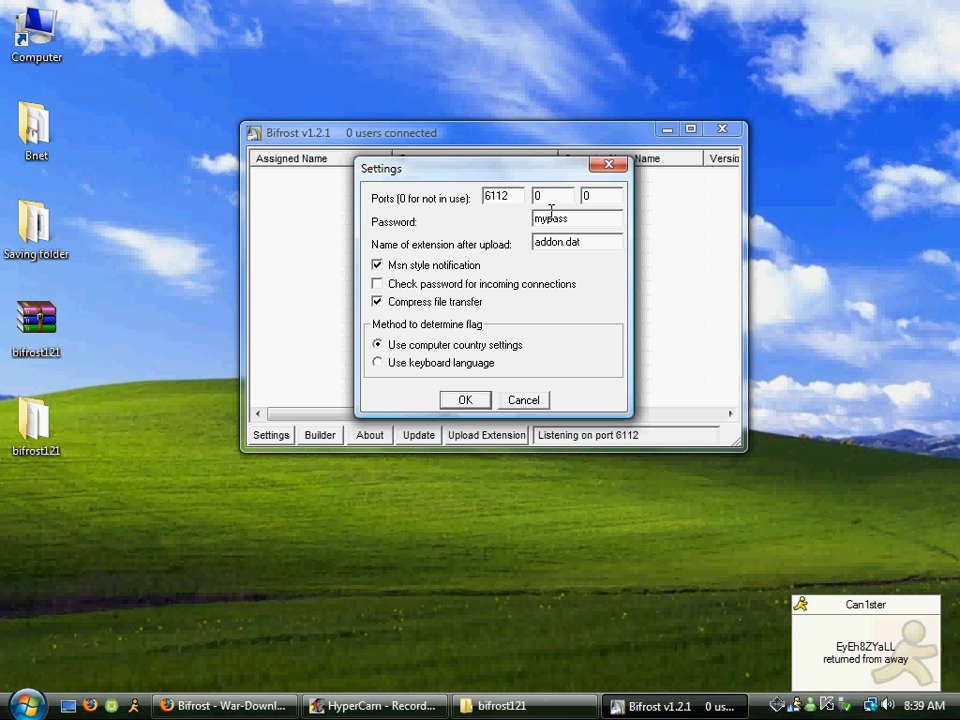 Computer
Bnet
Saving folder
bifrost121
bifrost121
Bifrost v1.2.1 0 users connected
Assigned Name
Name
Versio
Settings
Ports (0 for not in use): 6112 0 0
Password: mypass
Name of extension after upload: addon.dat
Msn style notification
Check password for incoming connections
Compress file transfer
Method to determine flag
Use computer country settings
Use keyboard language
OK Cancel
Settings Builder About Update Upload Extension Listening on port 6112
Can1ster
EyEh8ZYaLL
returned from away
Bifrost - War-Downl... HyperCam - Record... bifrost121 Bifrost v1.2.1 0 us... 8:39 AM